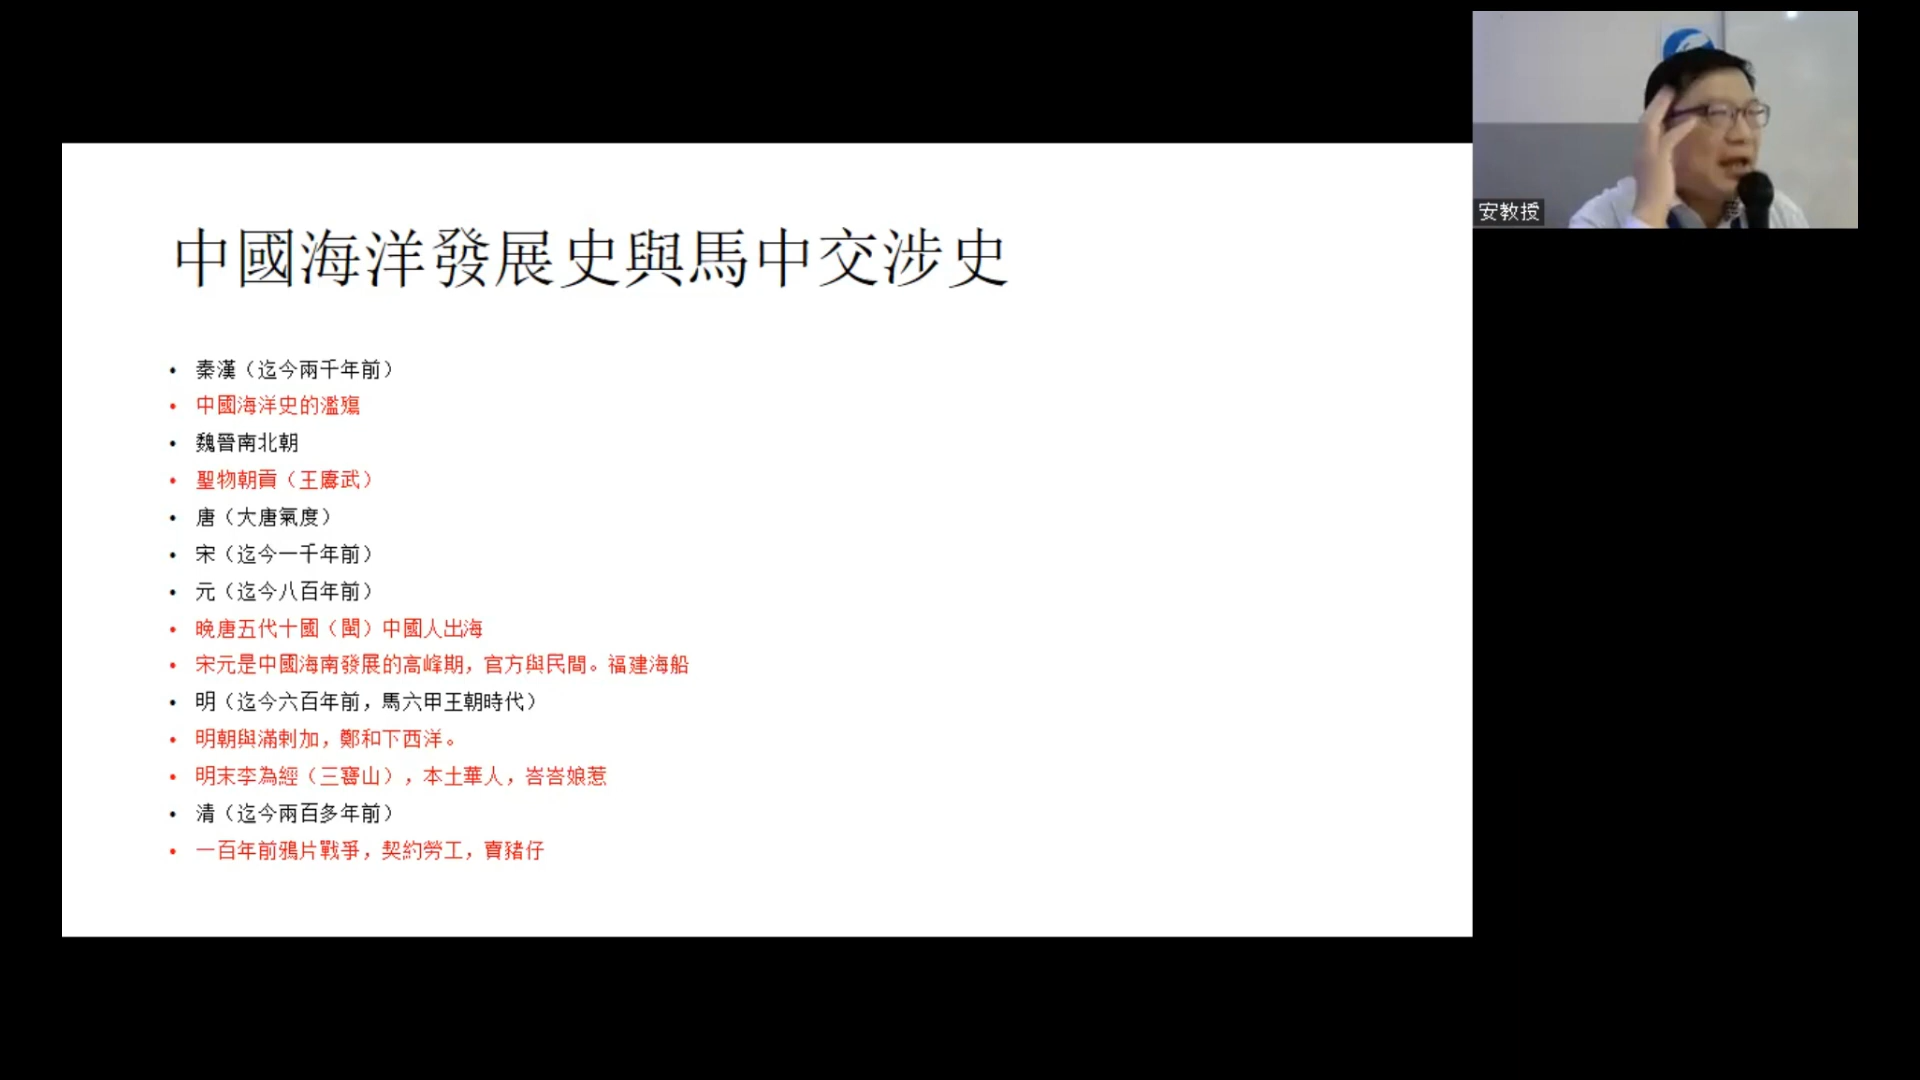 安教授
中國海洋發展史與馬中交涉史
• 秦漢（迄今兩千年前）
• 中國海洋史的濫殤
• 魏晉南北朝
• 聖物朝貢（王賡武）
• 唐（大唐氣度）
• 宋（迄今一千年前）
• 元（迄今八百年前）
• 晚唐五代十國（閩）中國人出海
• 宋元是中國海南發展的高峰期，官方與民間。福建海船
• 明（迄今六百年前，馬六甲王朝時代）
• 明朝與滿剌加，鄭和下西洋。
• 明末李為經（三寶山），本土華人，峇峇娘惹
• 清（迄今兩百多年前）
• 一百年前鴉片戰爭，契約勞工，賣豬仔